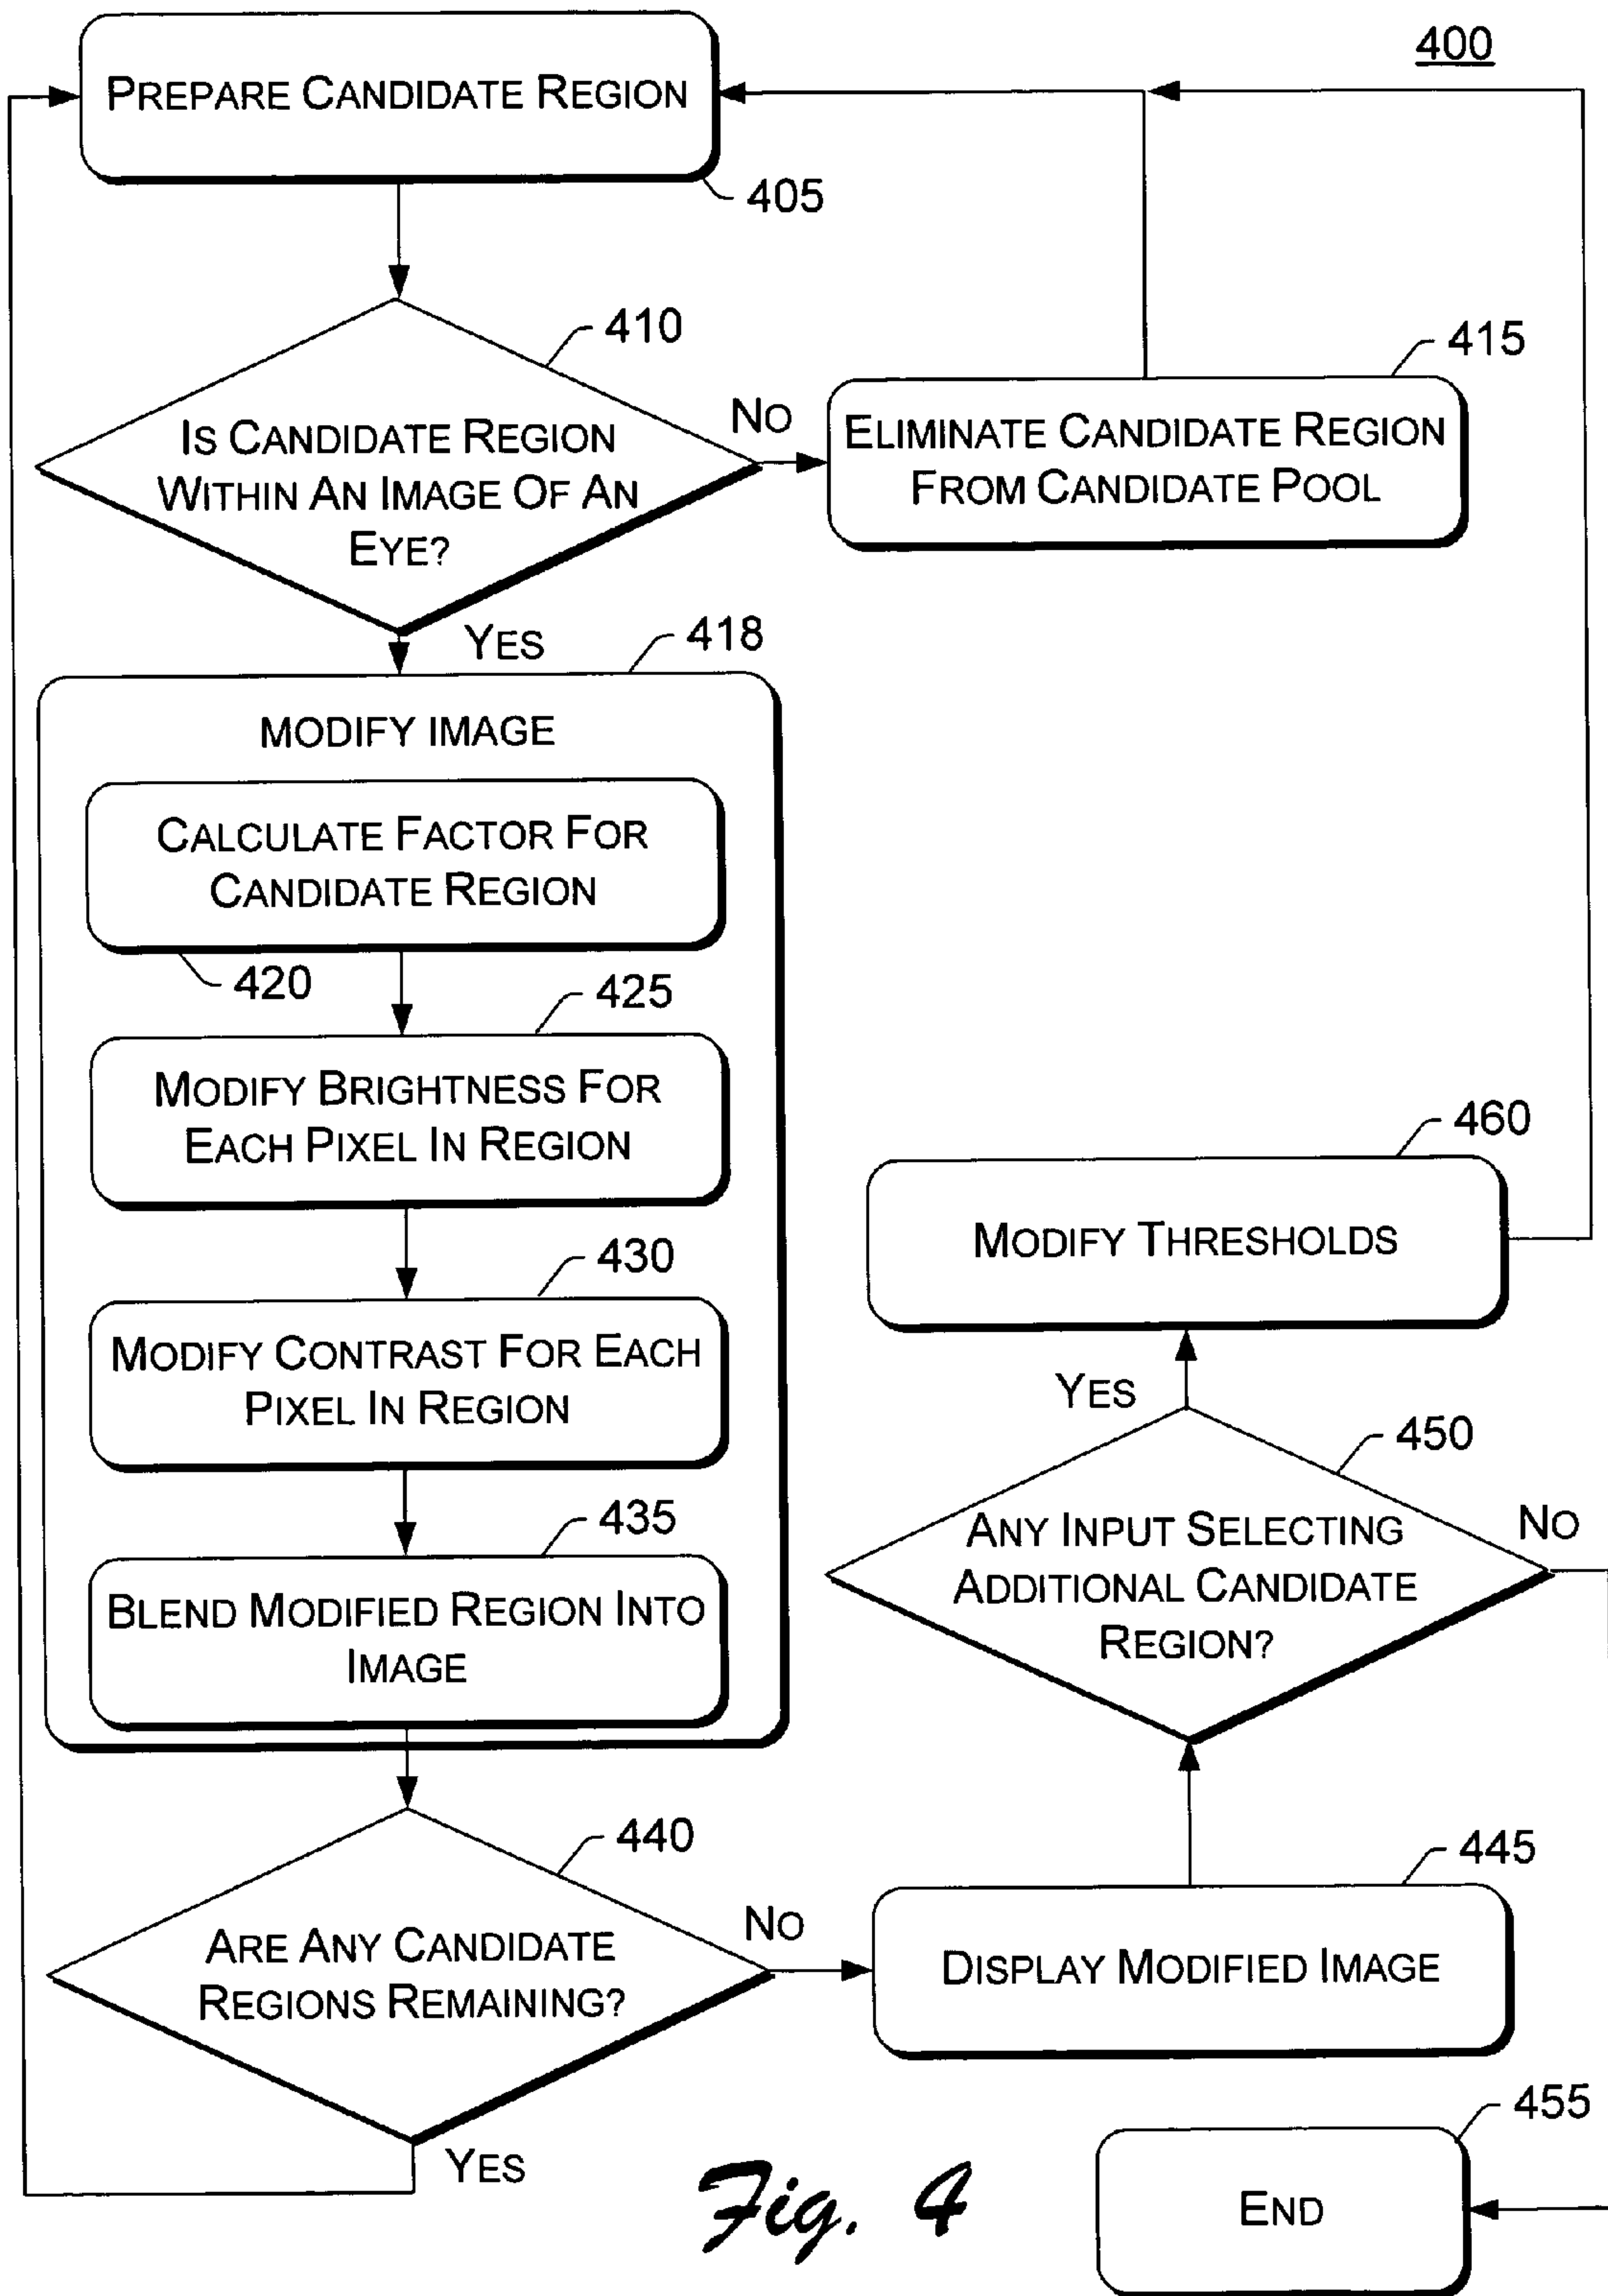 400
PREPARE CANDIDATE REGION
405
410
IS CANDIDATE REGION
WITHIN AN IMAGE OF AN
EYE?
NO
415
ELIMINATE CANDIDATE REGION
FROM CANDIDATE POOL
YES
418
MODIFY IMAGE
CALCULATE FACTOR FOR
CANDIDATE REGION
420
425
MODIFY BRIGHTNESS FOR
EACH PIXEL IN REGION
430
MODIFY CONTRAST FOR EACH
PIXEL IN REGION
435
BLEND MODIFIED REGION INTO
IMAGE
440
ARE ANY CANDIDATE
REGIONS REMAINING?
YES
NO
445
DISPLAY MODIFIED IMAGE
450
ANY INPUT SELECTING
ADDITIONAL CANDIDATE
REGION?
YES
NO
460
MODIFY THRESHOLDS
455
END
Fig. 4